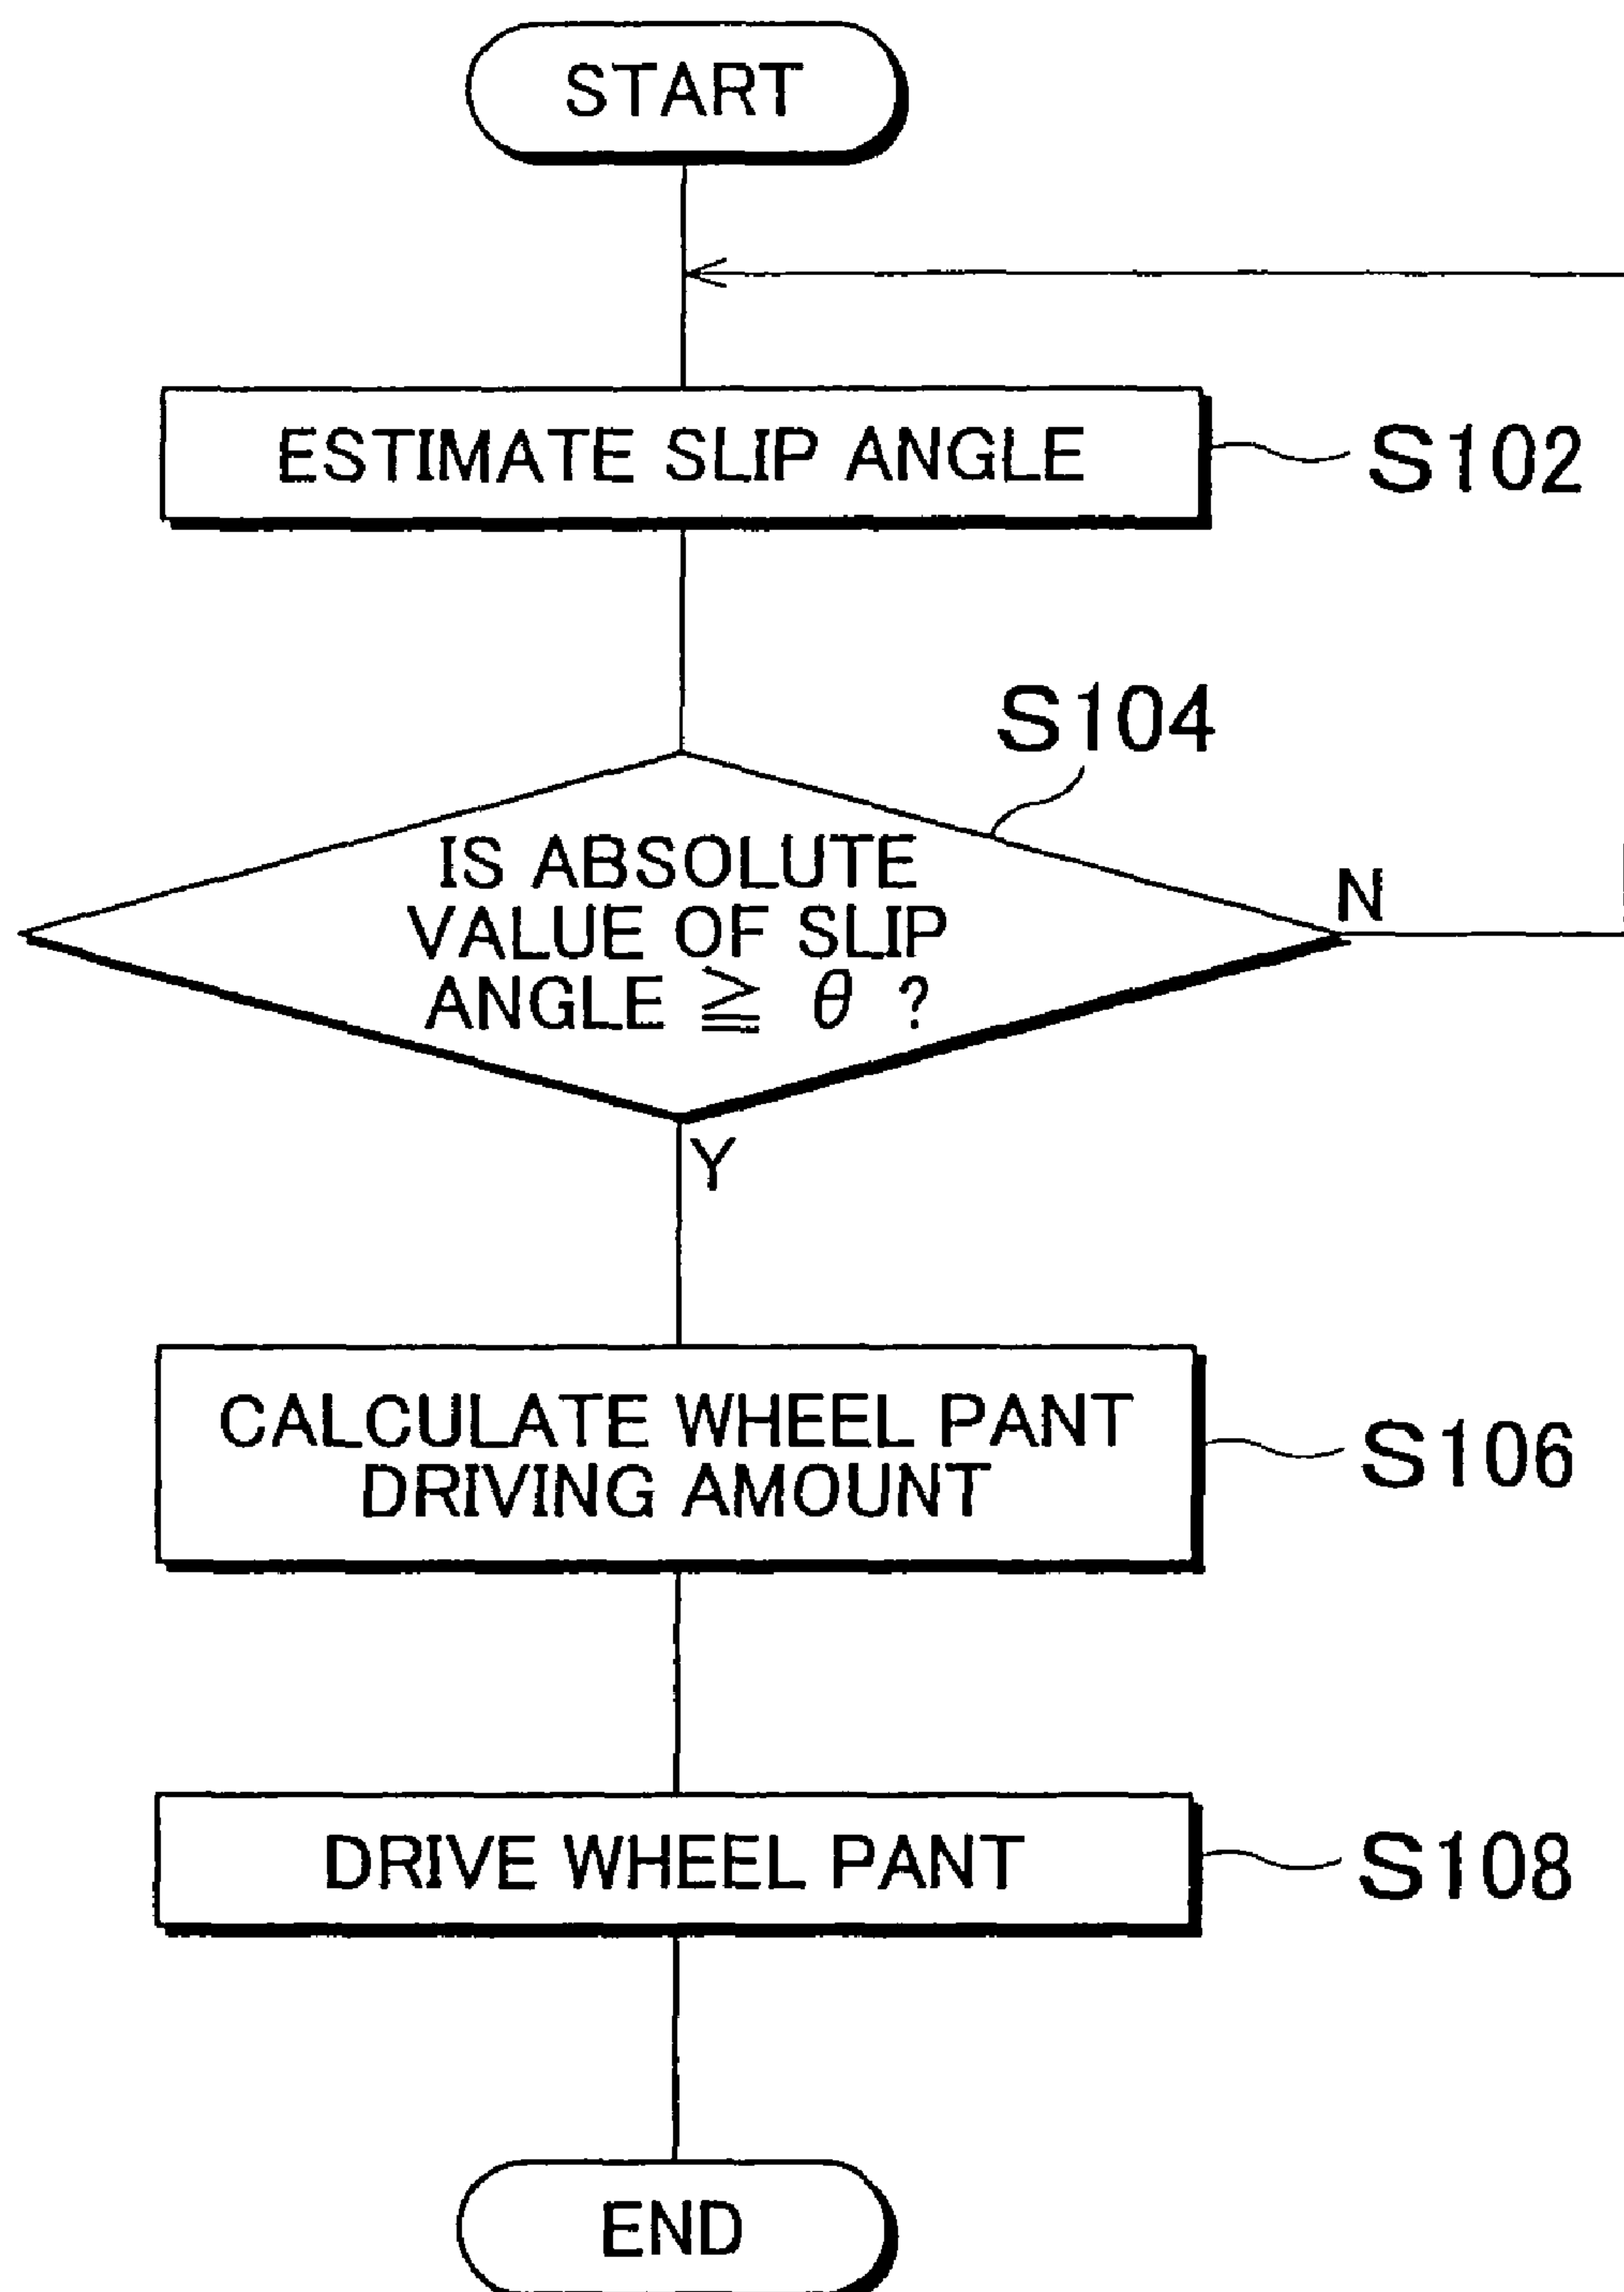 START
ESTIMATE SLIP ANGLE
S102
S104
IS ABSOLUTE
VALUE OF SLIP
ANGLE ≧ θ ?
N
Y
CALCULATE WHEEL PANT
DRIVING AMOUNT
S106
DRIVE WHEEL PANT
S108
END